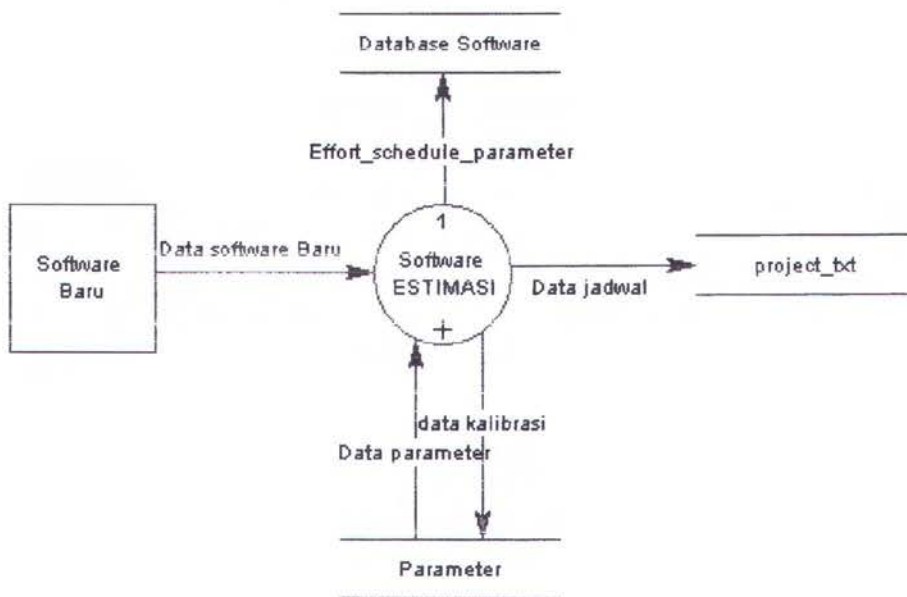 Database Software
Effort_schedule_parameter
Software
Baru
Data software Baru
1
Software
ESTIMASI
+
Data jadwal
project_txt
data kalibrasi
Data parameter
Parameter